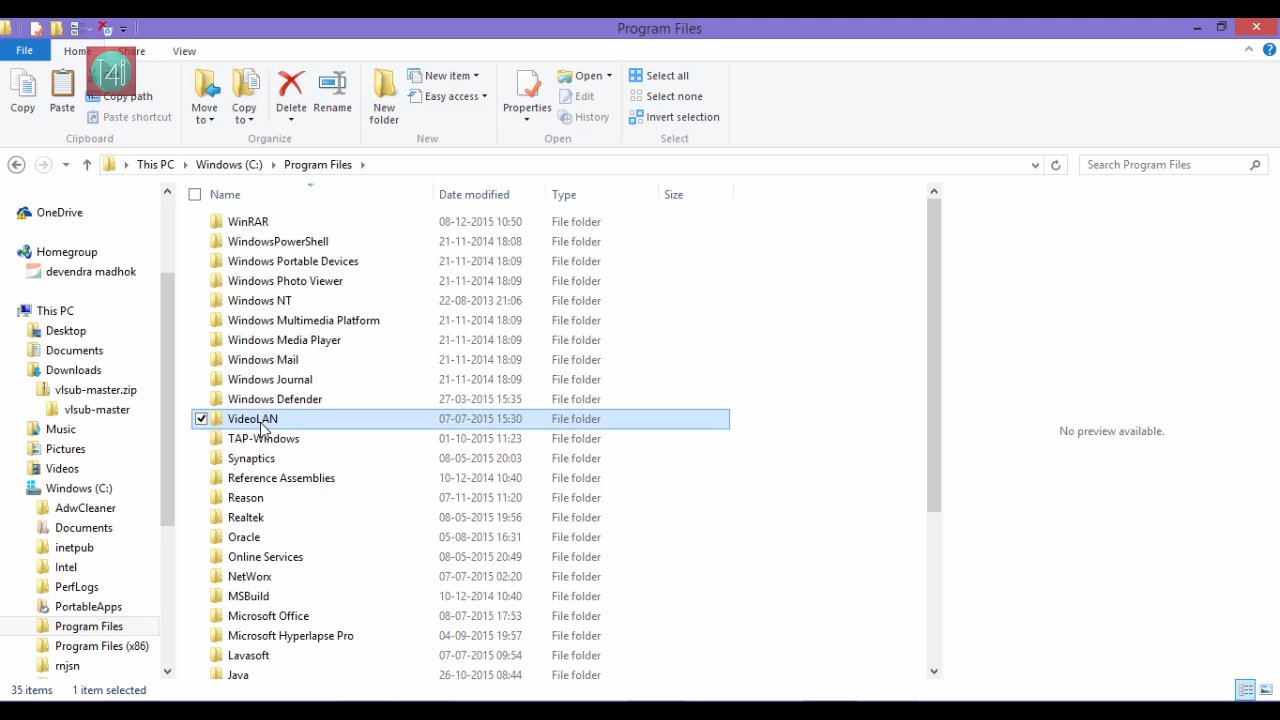 Program Files
File Home Share View
T4i
Copy
Paste
Copy path
Paste shortcut
Move to
Copy to
Delete
Rename
New folder
New item
Easy access
Properties
Open
Edit
History
Select all
Select none
Invert selection
Clipboard Organize New Open Select
This PC Windows (C:) Program Files
Search Program Files
Name Date modified Type Size
OneDrive
Homegroup
devendra madhok
This PC
Desktop
Documents
Downloads
vlsub-master.zip
vlsub-master
Music
Pictures
Videos
Windows (C:)
AdwCleaner
Documents
inetpub
Intel
PerfLogs
PortableApps
Program Files
Program Files (x86)
rnjsn
WinRAR 08-12-2015 10:50 File folder
WindowsPowerShell 21-11-2014 18:08 File folder
Windows Portable Devices 21-11-2014 18:09 File folder
Windows Photo Viewer 21-11-2014 18:09 File folder
Windows NT 22-08-2013 21:06 File folder
Windows Multimedia Platform 21-11-2014 18:09 File folder
Windows Media Player 21-11-2014 18:09 File folder
Windows Mail 21-11-2014 18:09 File folder
Windows Journal 21-11-2014 18:09 File folder
Windows Defender 27-03-2015 15:35 File folder
VideoLAN 07-07-2015 15:30 File folder
TAP-Windows 01-10-2015 11:23 File folder
Synaptics 08-05-2015 20:03 File folder
Reference Assemblies 10-12-2014 10:40 File folder
Reason 07-11-2015 11:20 File folder
Realtek 08-05-2015 19:56 File folder
Oracle 05-08-2015 16:31 File folder
Online Services 08-05-2015 20:49 File folder
NetWorx 07-07-2015 02:20 File folder
MSBuild 10-12-2014 10:40 File folder
Microsoft Office 08-07-2015 17:53 File folder
Microsoft Hyperlapse Pro 04-09-2015 19:57 File folder
Lavasoft 07-07-2015 09:54 File folder
Java 26-10-2015 08:44 File folder
No preview available.
35 items 1 item selected